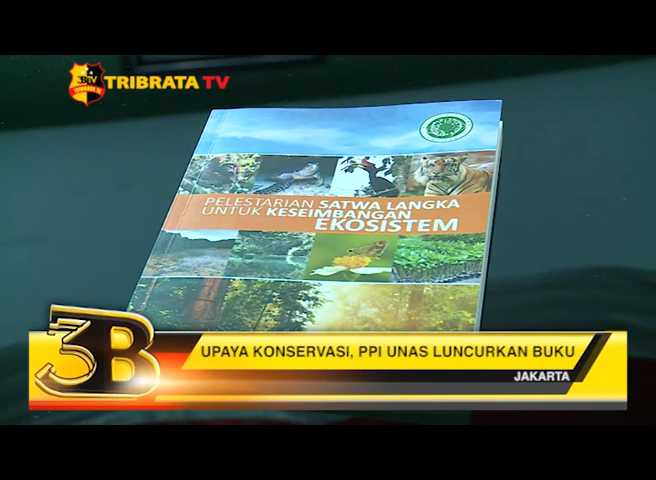 TRIBRATA TV
PELESTARIAN SATWA LANGKA
UNTUK KESEIMBANGAN
EKOSISTEM
3B
UPAYA KONSERVASI, PPI UNAS LUNCURKAN BUKU
JAKARTA